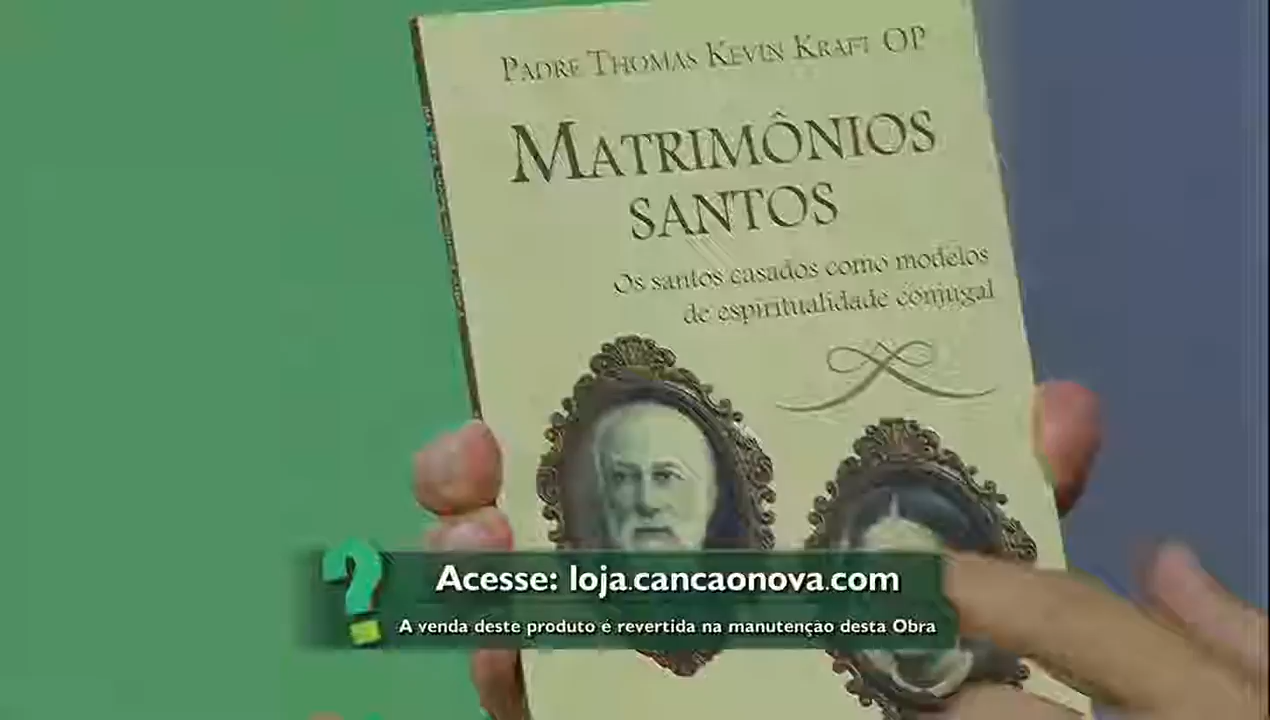 PADRE THOMAS KEVIN KRAFT OP
MATRIMÔNIOS
SANTOS
Os santos casados como modelos
de espiritualidade conjugal
Acesse: loja.cancaonova.com
A venda deste produto é revertida na manutenção desta Obra